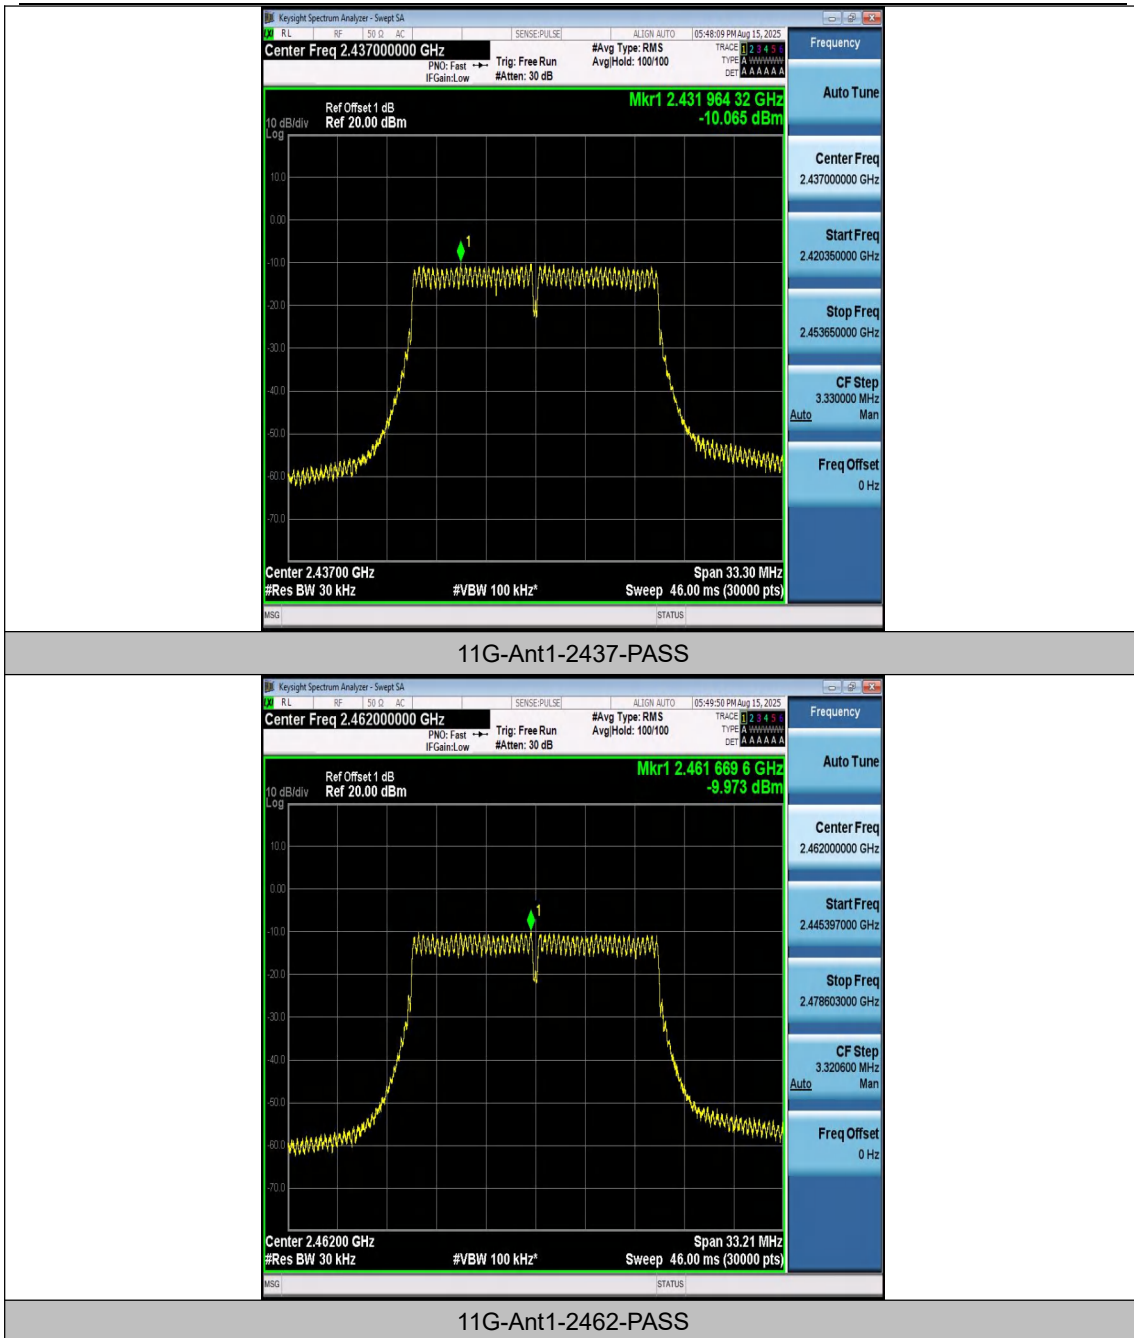 Keysight Spectrum Analyzer - Swept SA
RL RF 50 Ω AC SENSE:PULSE ALIGN AUTO 05:48:09 PM Aug 15, 2025
Center Freq 2.437000000 GHz
PNO: Fast
IFGain:Low
Trig: Free Run
#Atten: 30 dB
#Avg Type: RMS
Avg|Hold: 100/100
TRACE 1 2 3 4 5 6
TYPE A WWWWW
DET A A A A A A
Mkr1 2.431 964 32 GHz
-10.065 dBm
Ref Offset 1 dB
10 dB/div Ref 20.00 dBm
Log
10.0
0.00
-10.0
-20.0
-30.0
-40.0
-50.0
-60.0
-70.0
1
Center 2.43700 GHz Span 33.30 MHz
#Res BW 30 kHz #VBW 100 kHz* Sweep 46.00 ms (30000 pts)
MSG STATUS
Frequency
Auto Tune
Center Freq
2.437000000 GHz
Start Freq
2.420350000 GHz
Stop Freq
2.453650000 GHz
CF Step
3.330000 MHz
Auto Man
Freq Offset
0 Hz
11G-Ant1-2437-PASS
Keysight Spectrum Analyzer - Swept SA
RL RF 50 Ω AC SENSE:PULSE ALIGN AUTO 05:49:50 PM Aug 15, 2025
Center Freq 2.462000000 GHz
PNO: Fast
IFGain:Low
Trig: Free Run
#Atten: 30 dB
#Avg Type: RMS
Avg|Hold: 100/100
TRACE 1 2 3 4 5 6
TYPE A WWWWW
DET A A A A A A
Mkr1 2.461 669 6 GHz
-9.973 dBm
Ref Offset 1 dB
10 dB/div Ref 20.00 dBm
Log
10.0
0.00
-10.0
-20.0
-30.0
-40.0
-50.0
-60.0
-70.0
1
Center 2.46200 GHz Span 33.21 MHz
#Res BW 30 kHz #VBW 100 kHz* Sweep 46.00 ms (30000 pts)
MSG STATUS
Frequency
Auto Tune
Center Freq
2.462000000 GHz
Start Freq
2.445397000 GHz
Stop Freq
2.478603000 GHz
CF Step
3.320600 MHz
Auto Man
Freq Offset
0 Hz
11G-Ant1-2462-PASS